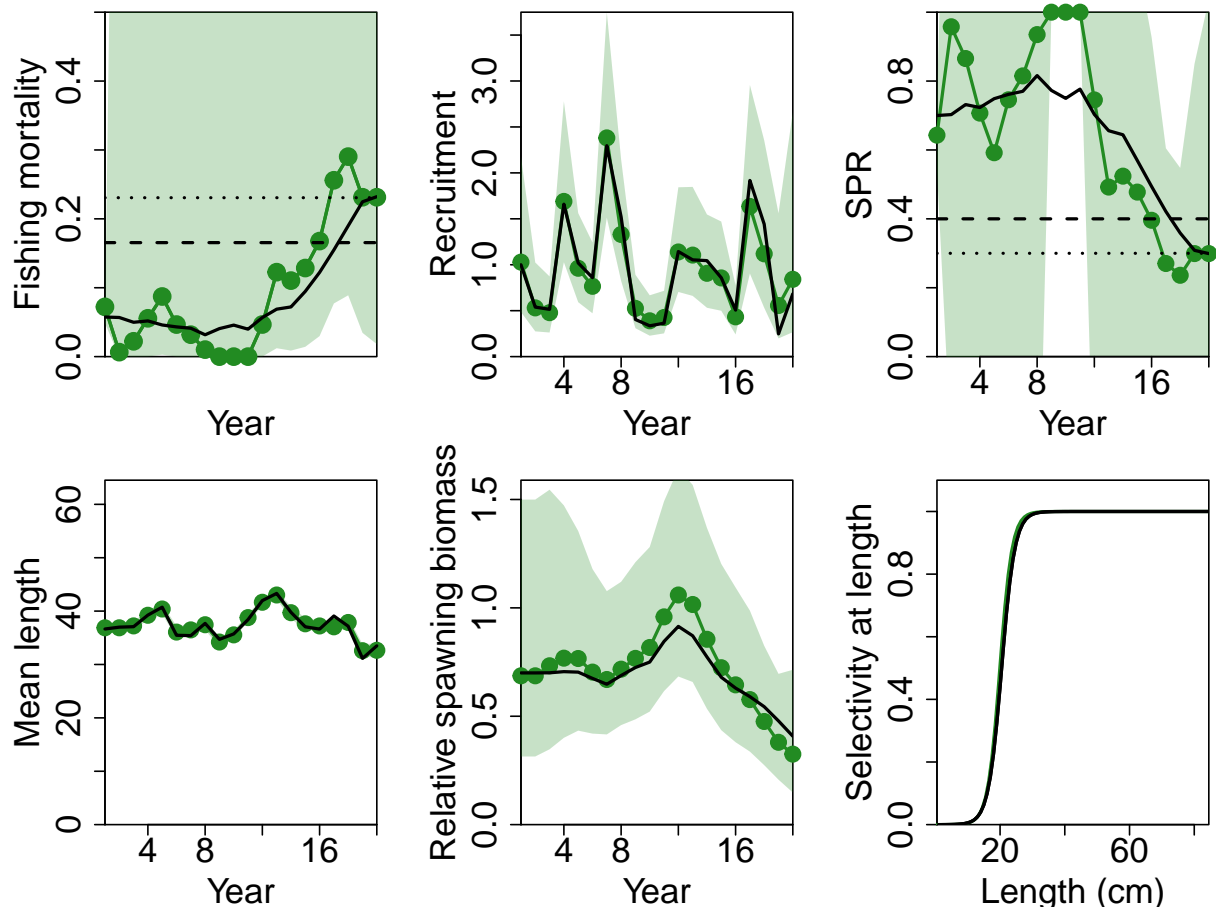 Fishing mortality
0.0 0.2 0.4
Year
Recruitment
0.0 1.0 2.0 3.0
4 8 16
Year
SPR
0.0 0.4 0.8
4 8 16
Year
Mean length
0 20 40 60
4 8 16
Year
Relative spawning biomass
0.0 0.5 1.0 1.5
4 8 16
Year
Selectivity at length
0.0 0.4 0.8
20 60
Length (cm)